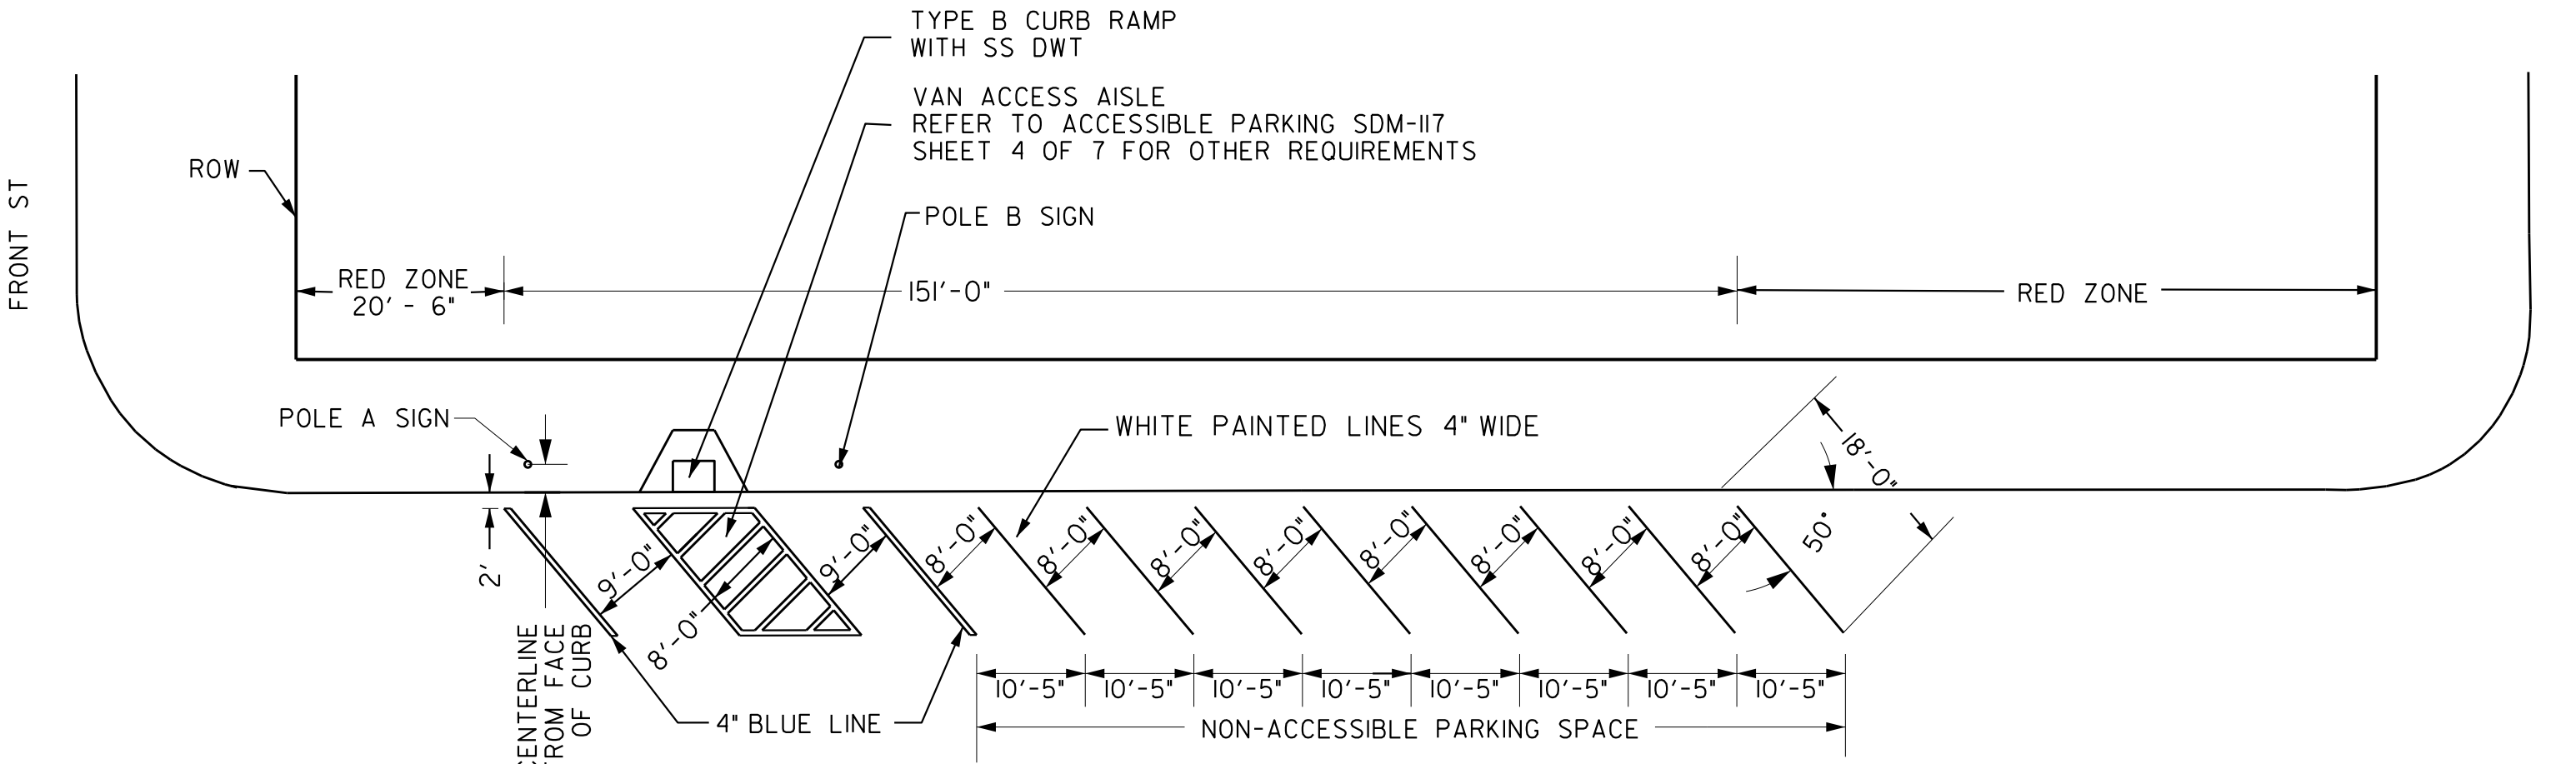 TYPE B CURB RAMP
WITH SS DWT
VAN ACCESS AISLE
REFER TO ACCESSIBLE PARKING SDM-117
SHEET 4 OF 7 FOR OTHER REQUIREMENTS
ROW
FRONT ST
POLE B SIGN
RED ZONE
20' - 6"
151'-0"
RED ZONE
POLE A SIGN
WHITE PAINTED LINES 4" WIDE
18'-0"
50°
2'
9'-0"
8'-0"
9'-0"
8'-0"
8'-0"
8'-0"
8'-0"
8'-0"
8'-0"
8'-0"
8'-0"
CENTERLINE
FROM FACE
OF CURB
10'-5"
10'-5"
10'-5"
10'-5"
10'-5"
10'-5"
10'-5"
10'-5"
4" BLUE LINE
NON-ACCESSIBLE PARKING SPACE